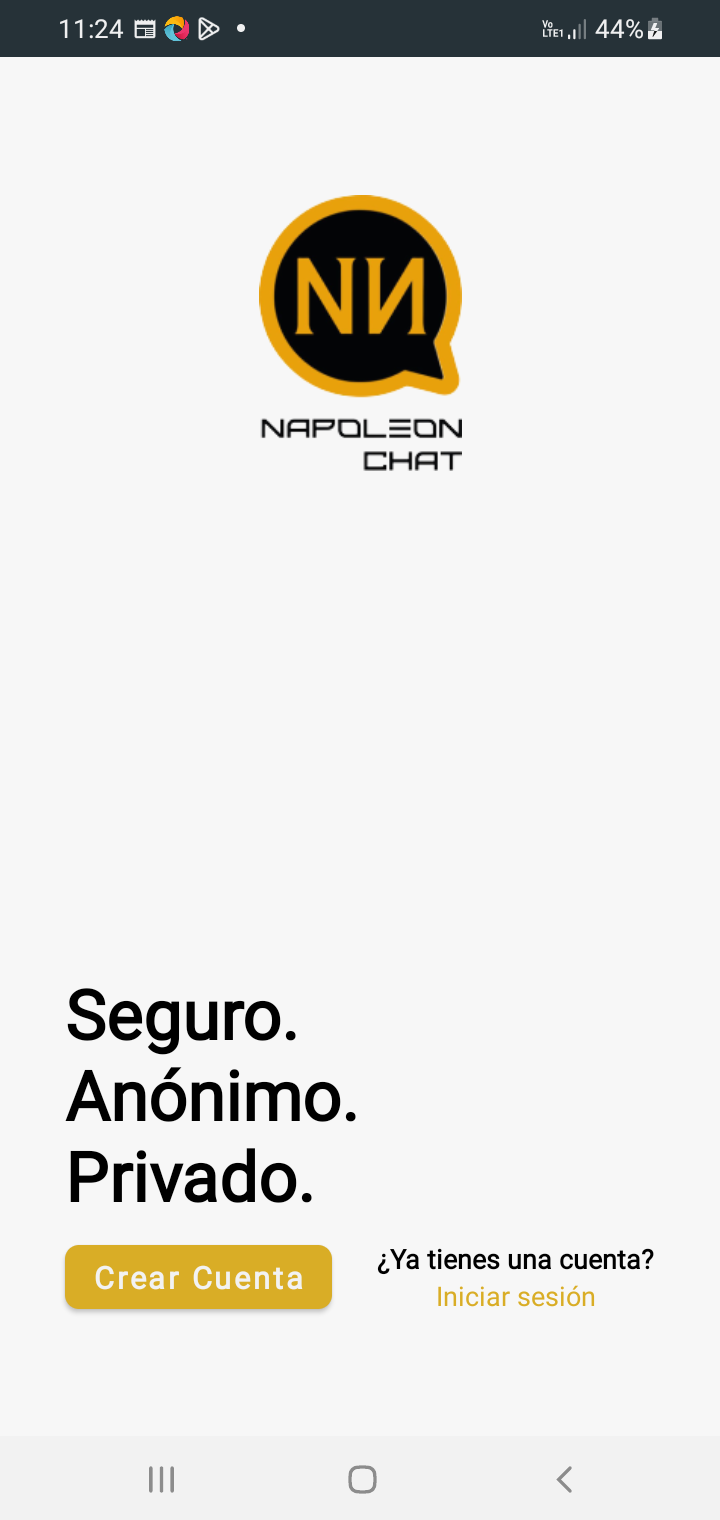 11:24
Vo
LTE1
44%
NN
NAPOLEON
CHAT
Seguro.
Anónimo.
Privado.
Crear Cuenta
¿Ya tienes una cuenta?
Iniciar sesión